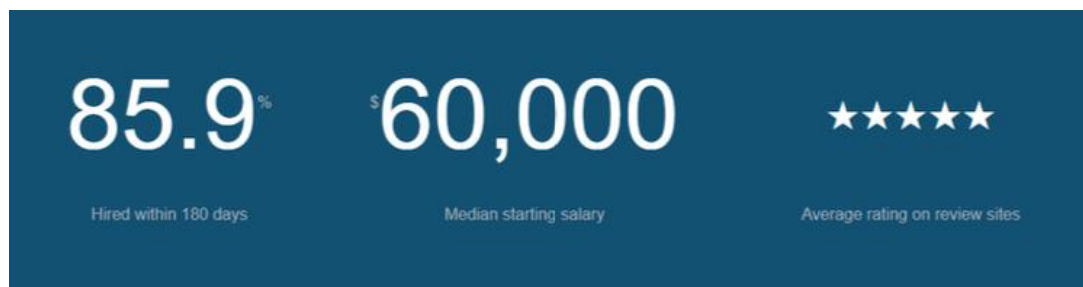 85.9%
$60,000
★★★★★
Hired within 180 days
Median starting salary
Average rating on review sites